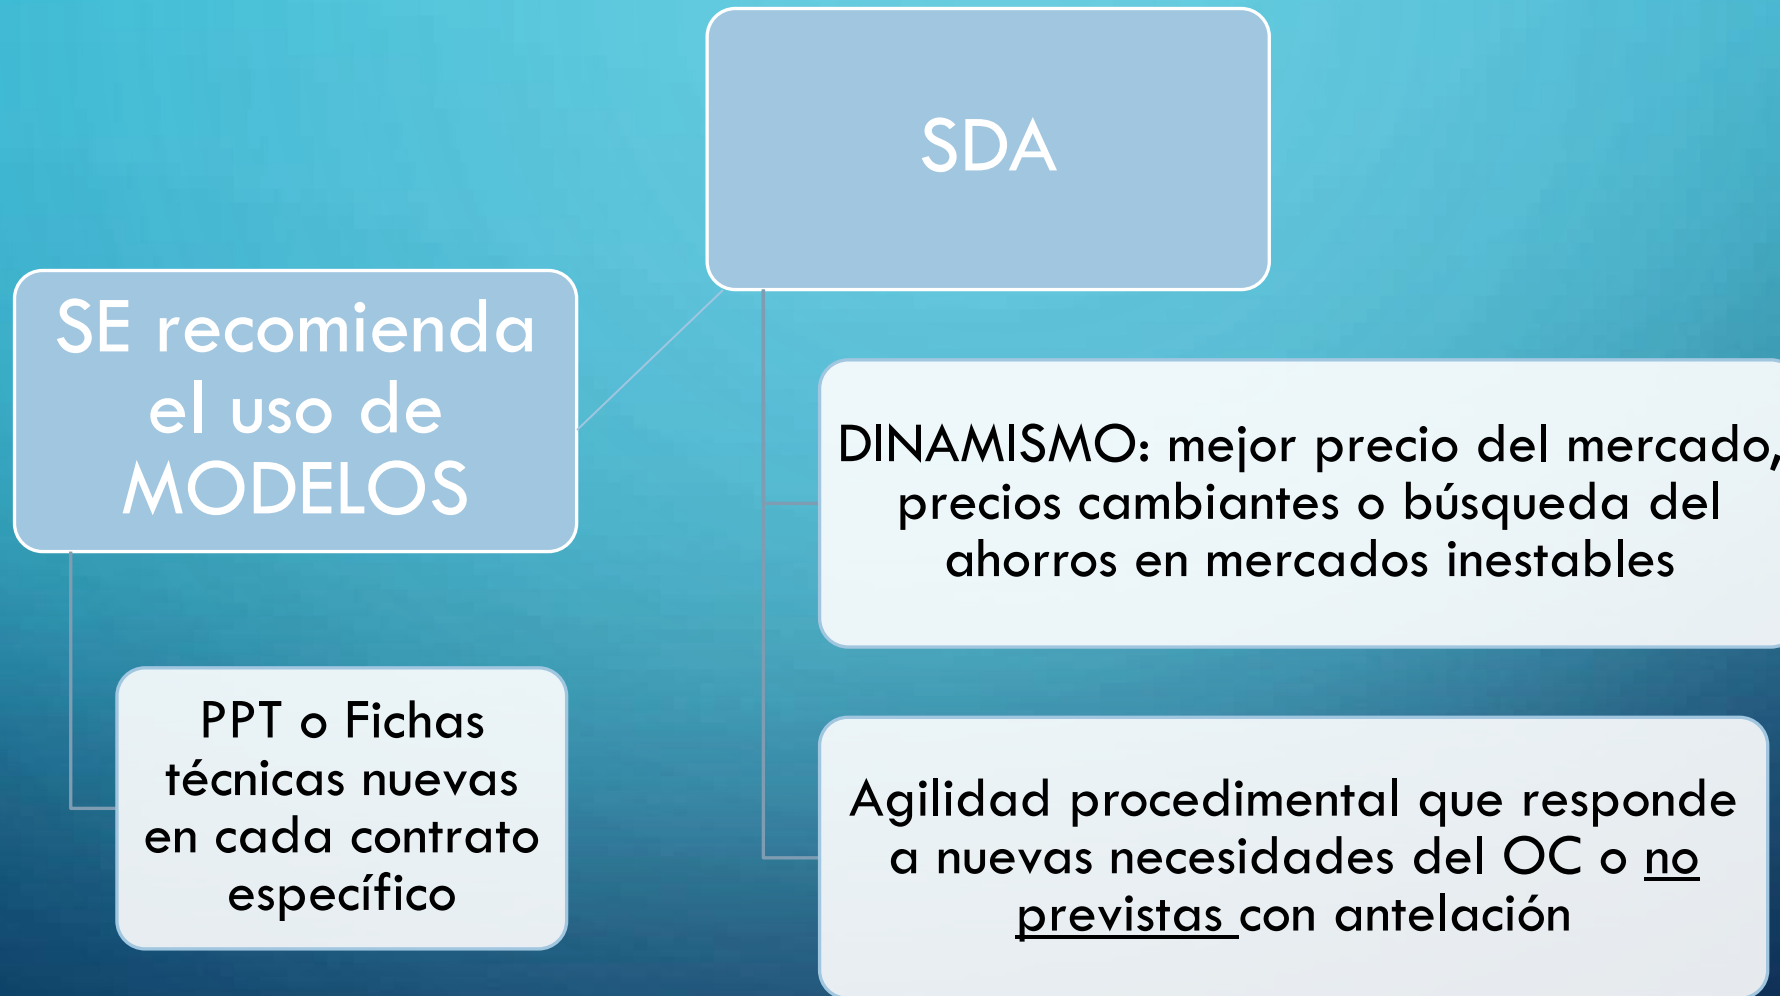 SDA
SE recomienda
el uso de
MODELOS
PPT o Fichas
técnicas nuevas
en cada contrato
específico
DINAMISMO: mejor precio del mercado,
precios cambiantes o búsqueda del
ahorros en mercados inestables
Agilidad procedimental que responde
a nuevas necesidades del OC o no
previstas con antelación